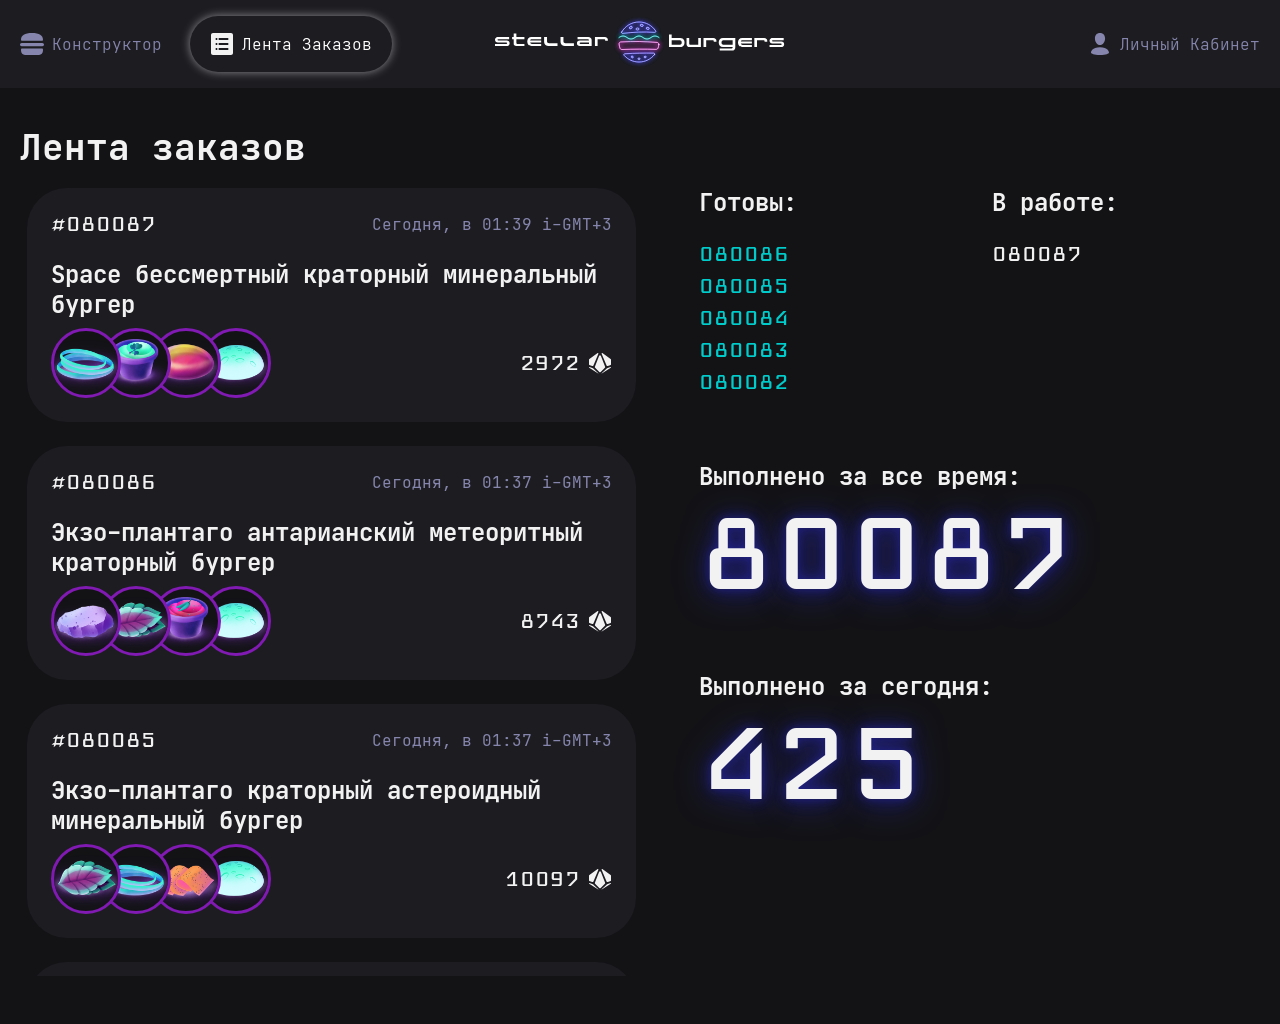 Конструктор
Лента Заказов
stellar burgers
Личный Кабинет
Лента заказов
#080087
Сегодня, в 01:39 i-GMT+3
Space бессмертный краторный минеральный
бургер
2972
#080086
Сегодня, в 01:37 i-GMT+3
Экзо-плантаго антарианский метеоритный
краторный бургер
8743
#080085
Сегодня, в 01:37 i-GMT+3
Экзо-плантаго краторный астероидный
минеральный бургер
10097
Готовы:
080086
080085
080084
080083
080082
В работе:
080087
Выполнено за все время:
80087
Выполнено за сегодня:
425